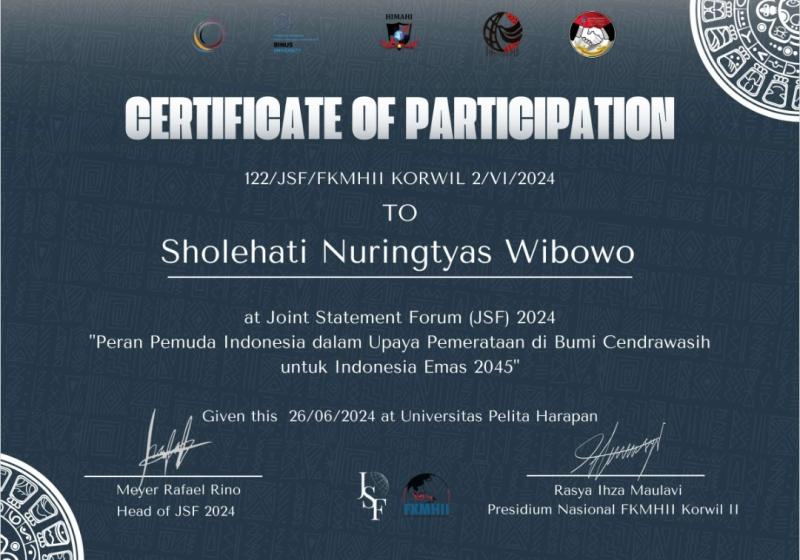 BINUS
UNIVERSITY
HIMAHI
CERTIFICATE OF PARTICIPATION
122/JSF/FKMHII KORWIL 2/VI/2024
TO
Sholehati Nuringtyas Wibowo
at Joint Statement Forum (JSF) 2024
"Peran Pemuda Indonesia dalam Upaya Pemerataan di Bumi Cendrawasih
untuk Indonesia Emas 2045"
Given this 26/06/2024 at Universitas Pelita Harapan
Meyer Rafael Rino
Head of JSF 2024
JSF
FKMHII
Rasya Ihza Maulavi
Presidium Nasional FKMHII Korwil II